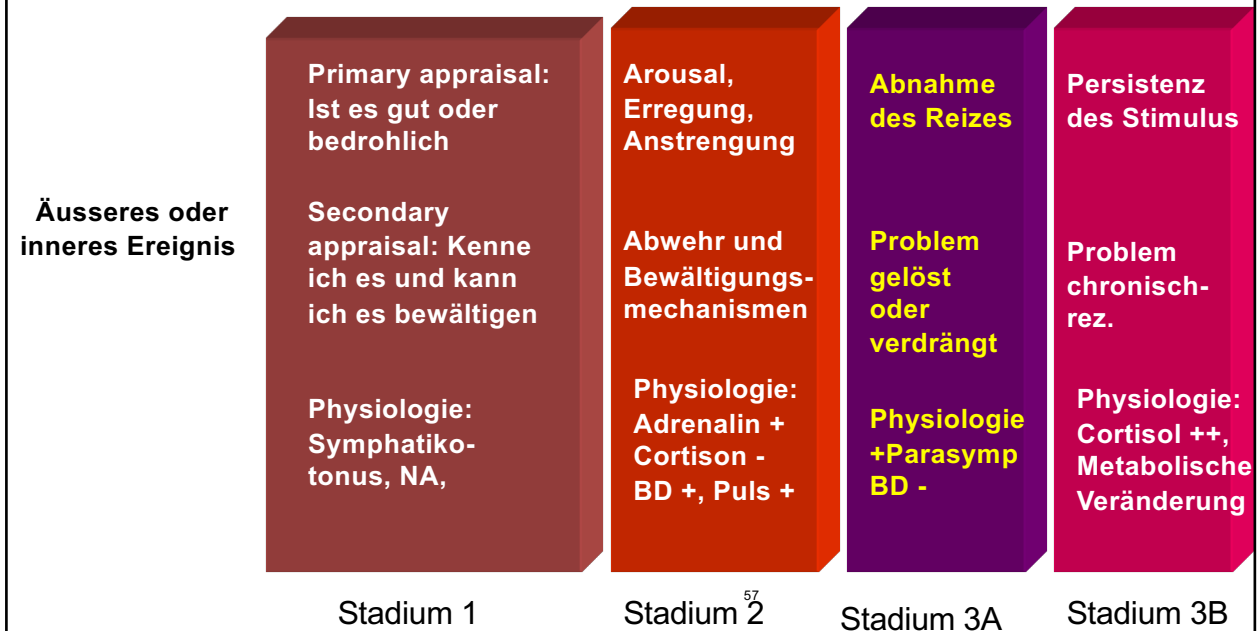 Äusseres oder
inneres Ereignis
Primary appraisal:
Ist es gut oder
bedrohlich
Secondary
appraisal: Kenne
ich es und kann
ich es bewältigen
Physiologie:
Symphatiko-
tonus, NA,
Stadium 1
Arousal,
Erregung,
Anstrengung
Abwehr und
Bewältigungs-
mechanismen
Physiologie:
Adrenalin +
Cortison -
BD +, Puls +
Stadium 2
57
Abnahme
des Reizes
Problem
gelöst
oder
verdrängt
Physiologie
+Parasymp
BD -
Stadium 3A
Persistenz
des Stimulus
Problem
chronisch-
rez.
Physiologie:
Cortisol ++,
Metabolische
Veränderung
Stadium 3B